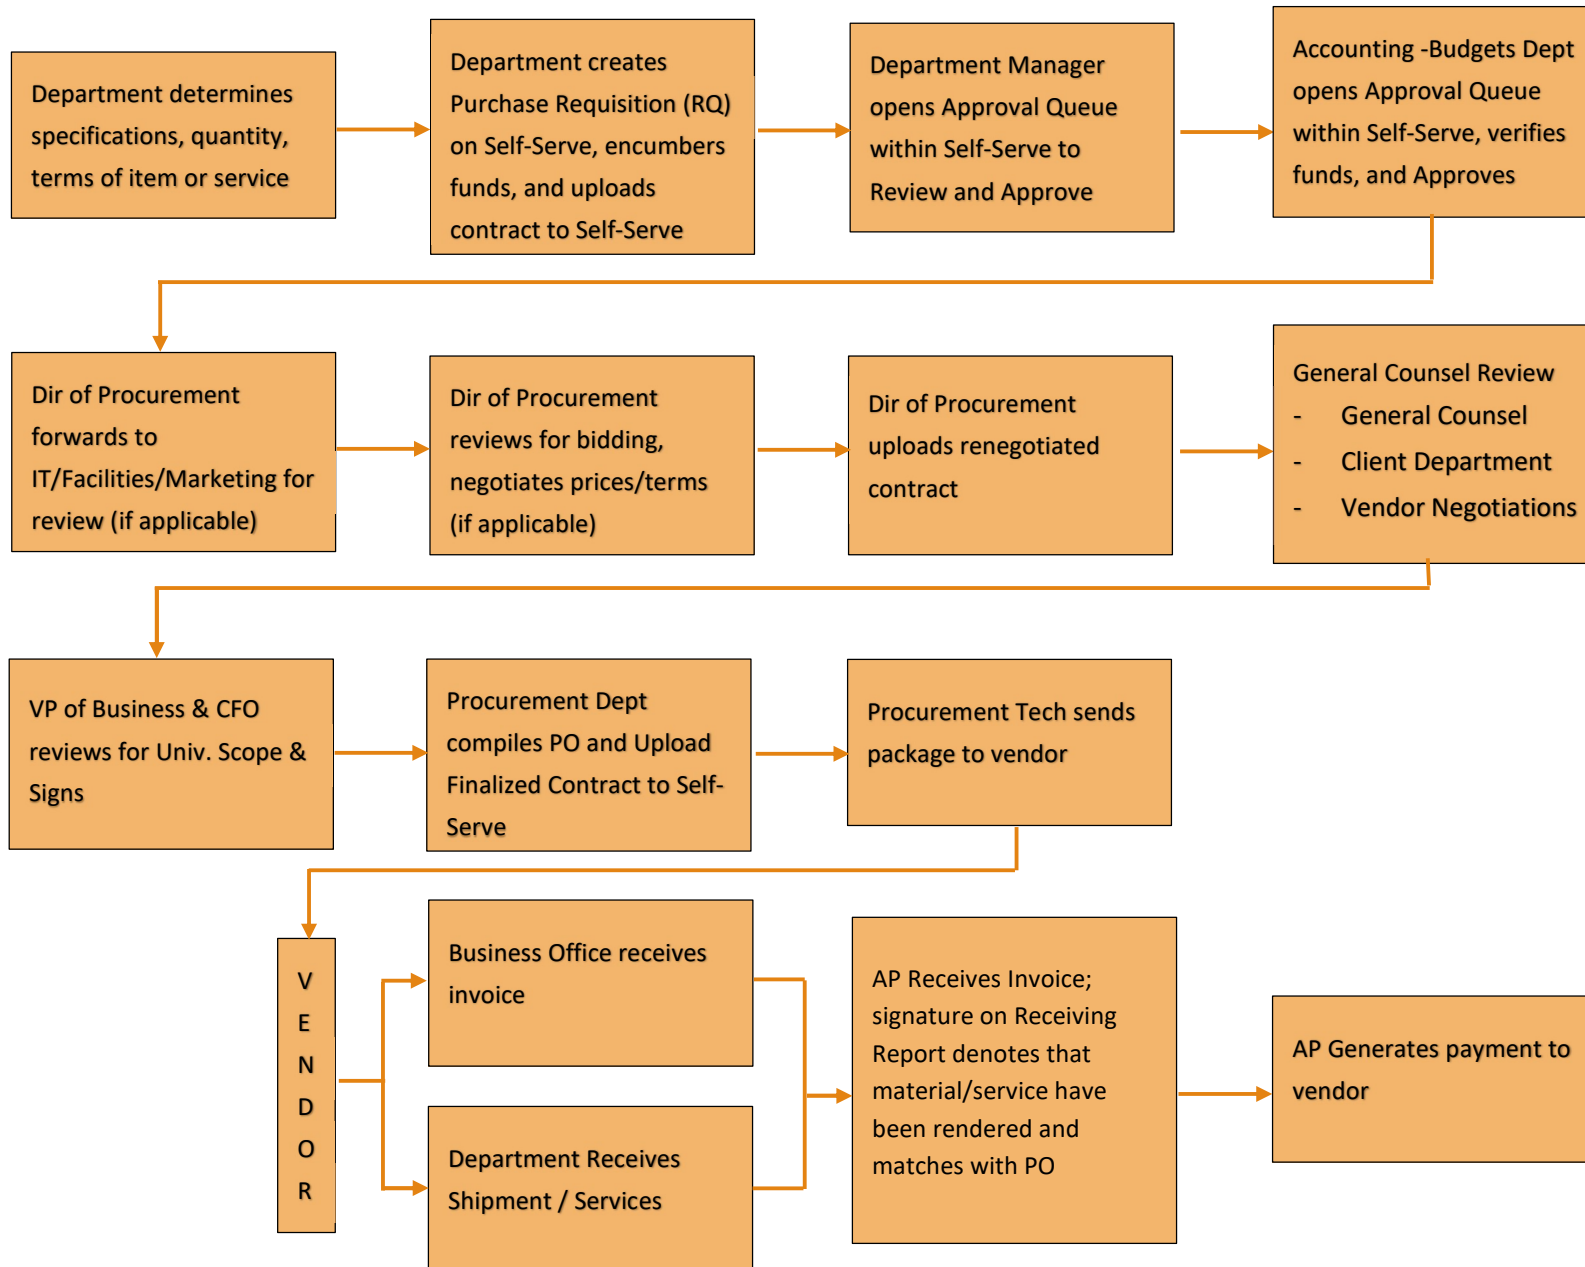 Department determines
specifications, quantity,
terms of item or service
Department creates
Purchase Requisition (RQ)
on Self-Serve, encumbers
funds, and uploads
contract to Self-Serve
Department Manager
opens Approval Queue
within Self-Serve to
Review and Approve
Accounting -Budgets Dept
opens Approval Queue
within Self-Serve, verifies
funds, and Approves
Dir of Procurement
forwards to
IT/Facilities/Marketing for
review (if applicable)
Dir of Procurement
reviews for bidding,
negotiates prices/terms
(if applicable)
Dir of Procurement
uploads renegotiated
contract
General Counsel Review
- General Counsel
- Client Department
- Vendor Negotiations
VP of Business & CFO
reviews for Univ. Scope &
Signs
Procurement Dept
compiles PO and Upload
Finalized Contract to Self-
Serve
Procurement Tech sends
package to vendor
V
E
N
D
O
R
Business Office receives
invoice
Department Receives
Shipment / Services
AP Receives Invoice;
signature on Receiving
Report denotes that
material/service have
been rendered and
matches with PO
AP Generates payment to
vendor